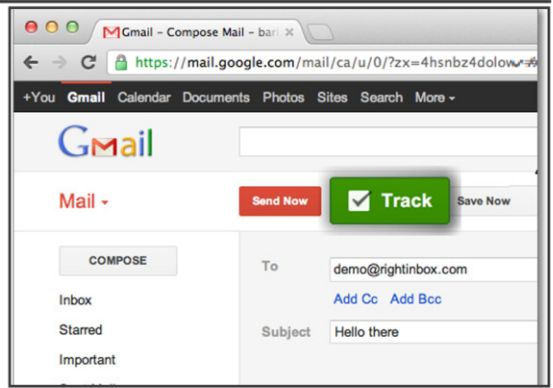 Gmail – Compose Mail – bari
https://mail.google.com/mail/ca/u/0/?zx=4hsnbz4dolow
+You Gmail Calendar Documents Photos Sites Search More
Gmail
Mail
Send Now Track Save Now
COMPOSE
To demo@rightinbox.com
Add Cc Add Bcc
Inbox
Starred
Subject Hello there
Important